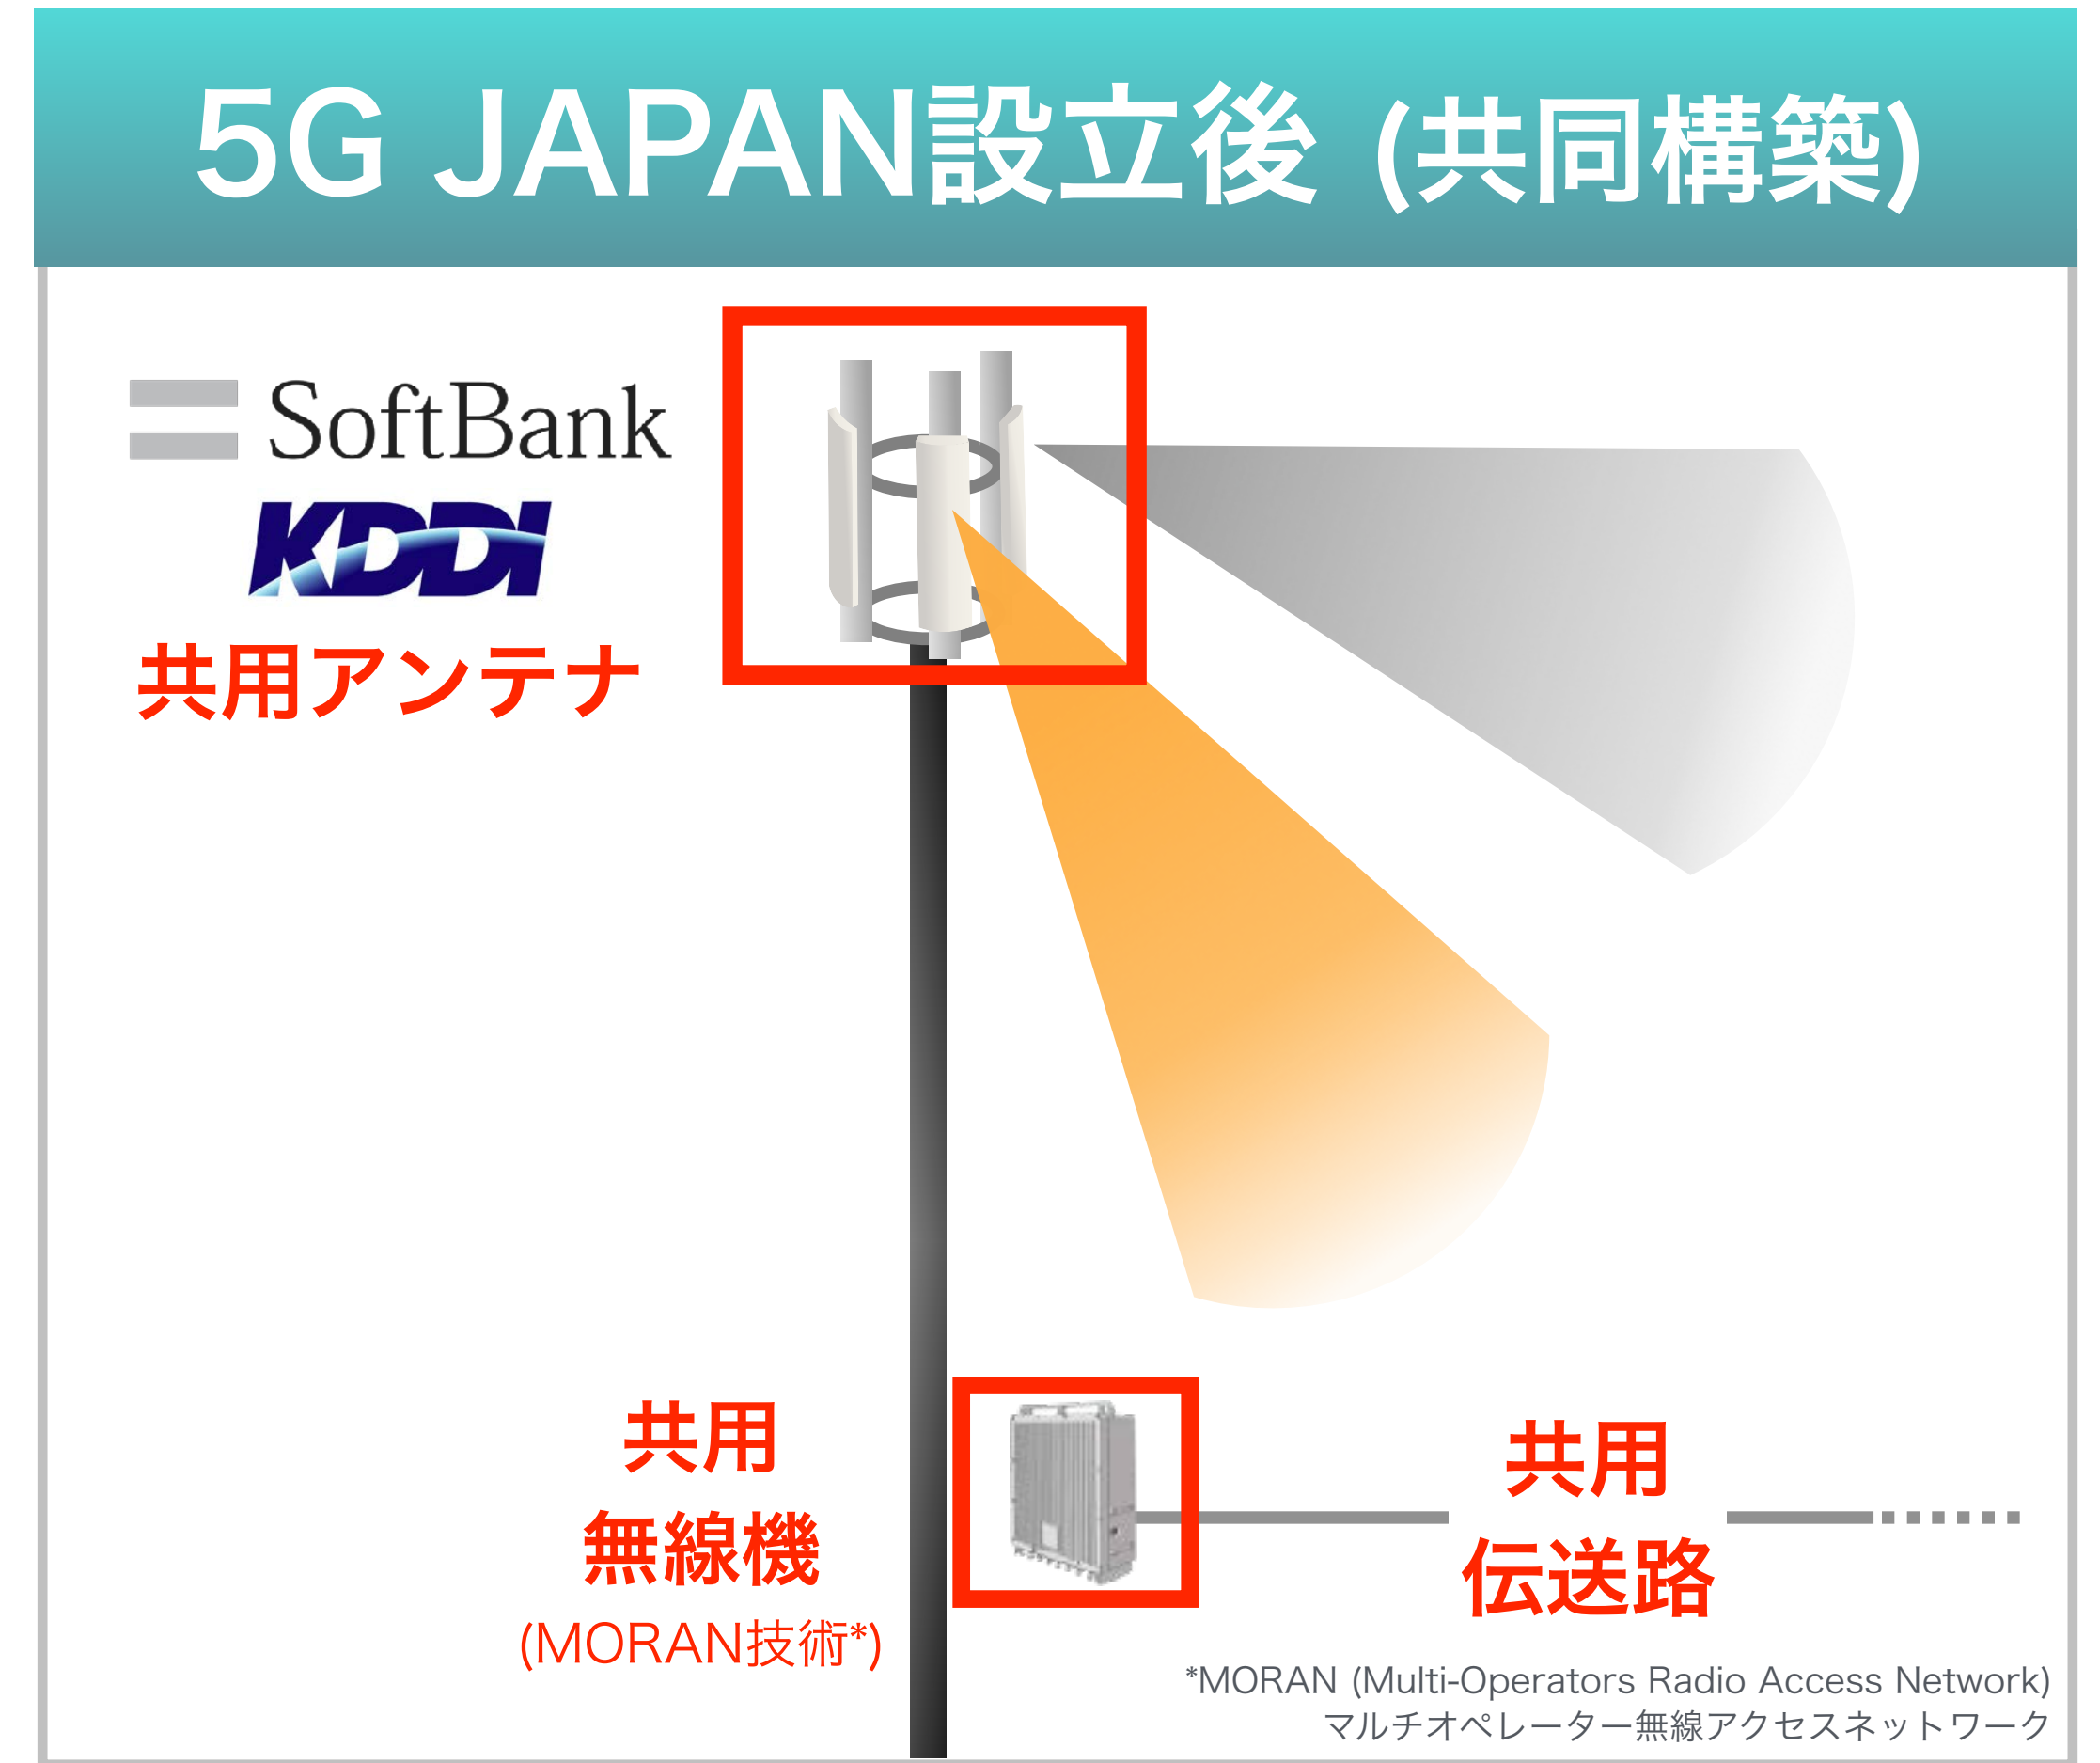 5G JAPAN設立後 (共同構築)
SoftBank
KDDI
共用アンテナ
共用
無線機
(MORAN技術*)
共用
伝送路
*MORAN (Multi-Operators Radio Access Network)
マルチオペレーター無線アクセスネットワーク